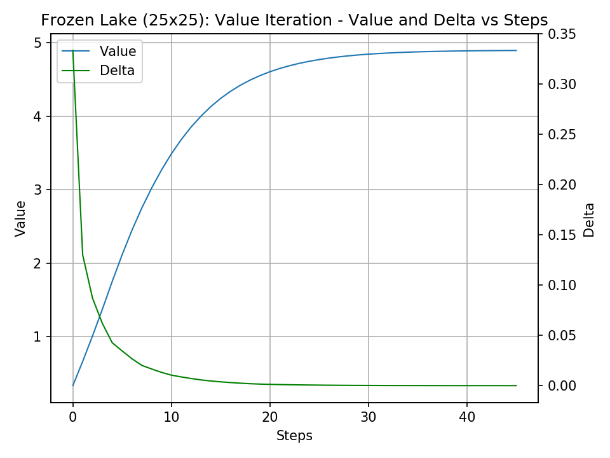 Frozen Lake (25x25): Value Iteration - Value and Delta vs Steps
Value
Delta
5
4
3
2
1
0.35
0.30
0.25
0.20
0.15
0.10
0.05
0.00
Value
Delta
0 10 20 30 40
Steps